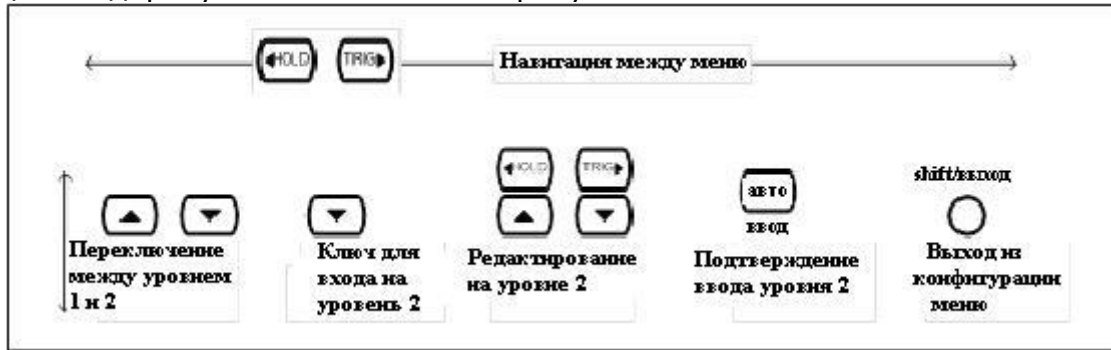 HOLD TRIG Навигация между меню
HOLD TRIG
авто
shift/выход
ввод
Переключение между уровнем 1 и 2
Ключ для входа на уровень 2
Редактирование на уровне 2
Подтверждение ввода уровня 2
Выход из конфигурации меню